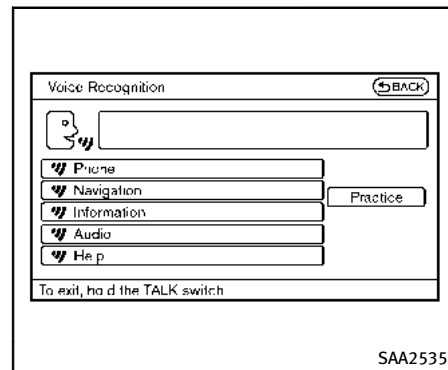 Voice Recognition
BACK
Phone
Navigation
Practice
Information
Audio
Help
To exit, hold the TALK switch
SAA2535